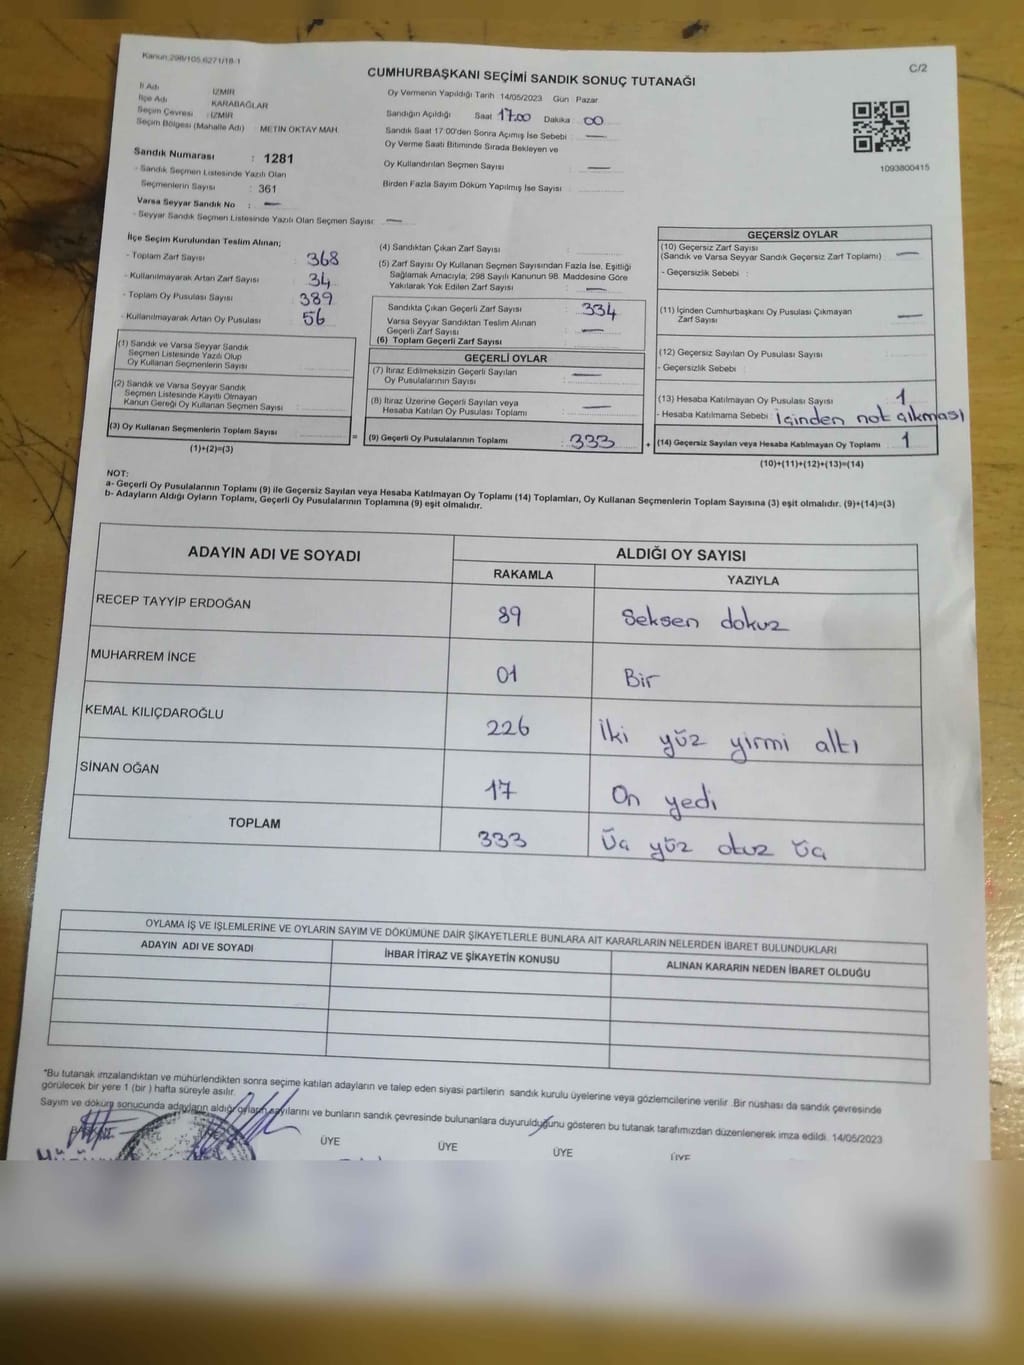 Kanun:298/105.6271/18-1
C/2
CUMHURBAŞKANI SEÇİMİ SANDIK SONUÇ TUTANAĞI
İl Adı : İZMİR
İlçe Adı : KARABAĞLAR
Seçim Çevresi : İZMİR
Seçim Bölgesi (Mahalle Adı) METİN OKTAY MAH.
Sandık Numarası : 1281
- Sandık Seçmen Listesinde Yazılı Olan
Seçmenlerin Sayısı : 361
Varsa Seyyar Sandık No : —
- Seyyar Sandık Seçmen Listesinde Yazılı Olan Seçmen Sayısı: —
Oy Vermenin Yapıldığı Tarih 14/05/2023 Gün : Pazar
Sandığın Açıldığı Saat : 17.00 Dakika : 00
Sandık Saat 17:00'den Sonra Açılmış İse Sebebi : —
Oy Verme Saati Bitiminde Sırada Bekleyen ve
Oy Kullandırılan Seçmen Sayısı : —
Birden Fazla Sayım Döküm Yapılmış İse Sayısı :
1093800415
İlçe Seçim Kurulundan Teslim Alınan;
- Toplam Zarf Sayısı : 368
- Kullanılmayarak Artan Zarf Sayısı : 34
- Toplam Oy Pusulası Sayısı : 389
- Kullanılmayarak Artan Oy Pusulası : 56
(1) Sandık ve Varsa Seyyar Sandık
Seçmen Listesinde Yazılı Olup
Oy Kullanan Seçmenlerin Sayısı :
(2) Sandık ve Varsa Seyyar Sandık
Seçmen Listesinde Kayıtlı Olmayan
Kanun Gereği Oy Kullanan Seçmen Sayısı :
(3) Oy Kullanan Seçmenlerin Toplam Sayısı :
(1)+(2)=(3)
(4) Sandıktan Çıkan Zarf Sayısı :
(5) Zarf Sayısı Oy Kullanan Seçmen Sayısından Fazla İse, Eşitliği
Sağlamak Amacıyla; 298 Sayılı Kanunun 98. Maddesine Göre
Yakılarak Yok Edilen Zarf Sayısı : —
Sandıkta Çıkan Geçerli Zarf Sayısı : 334
Varsa Seyyar Sandıktan Teslim Alınan
Geçerli Zarf Sayısı : —
(6) Toplam Geçerli Zarf Sayısı :
GEÇERLİ OYLAR
(7) İtiraz Edilmeksizin Geçerli Sayılan
Oy Pusulalarının Sayısı : —
(8) İtiraz Üzerine Geçerli Sayılan veya
Hesaba Katılan Oy Pusulası Toplamı : —
= (9) Geçerli Oy Pusulalarının Toplamı : 333
GEÇERSİZ OYLAR
(10) Geçersiz Zarf Sayısı
(Sandık ve Varsa Seyyar Sandık Geçersiz Zarf Toplamı) : —
- Geçersizlik Sebebi :
(11) İçinden Cumhurbaşkanı Oy Pusulası Çıkmayan
Zarf Sayısı : —
(12) Geçersiz Sayılan Oy Pusulası Sayısı :
- Geçersizlik Sebebi :
(13) Hesaba Katılmayan Oy Pusulası Sayısı : 1
- Hesaba Katılmama Sebebi : içinden not çıkması
+ (14) Geçersiz Sayılan veya Hesaba Katılmayan Oy Toplamı : 1
(10)+(11)+(12)+(13)=(14)
NOT:
a- Geçerli Oy Pusulalarının Toplamı (9) ile Geçersiz Sayılan veya Hesaba Katılmayan Oy Toplamı (14) Toplamları, Oy Kullanan Seçmenlerin Toplam Sayısına (3) eşit olmalıdır. (9)+(14)=(3)
b- Adayların Aldığı Oyların Toplamı, Geçerli Oy Pusulalarının Toplamına (9) eşit olmalıdır.
ADAYIN ADI VE SOYADI
ALDIĞI OY SAYISI
RAKAMLA YAZIYLA
RECEP TAYYİP ERDOĞAN 89 Seksen dokuz
MUHARREM İNCE 01 Bir
KEMAL KILIÇDAROĞLU 226 İki yüz yirmi altı
SİNAN OĞAN 17 On yedi
TOPLAM 333 Üç yüz otuz üç
OYLAMA İŞ VE İŞLEMLERİNE VE OYLARIN SAYIM VE DÖKÜMÜNE DAİR ŞİKAYETLERLE BUNLARA AİT KARARLARIN NELERDEN İBARET BULUNDUKLARI
ADAYIN ADI VE SOYADI İHBAR İTİRAZ VE ŞİKAYETİN KONUSU ALINAN KARARIN NEDEN İBARET OLDUĞU
*Bu tutanak imzalandıktan ve mühürlendikten sonra seçime katılan adayların ve talep eden siyasi partilerin sandık kurulu üyelerine veya gözlemcilerine verilir. Bir nüshası da sandık çevresinde
görülecek bir yere 1 (bir) hafta süreyle asılır.
Sayım ve döküm sonucunda adayların aldığı oyların sayılarını ve bunların sandık çevresinde bulunanlara duyurulduğunu gösteren bu tutanak tarafımızdan düzenlenerek imza edildi. 14/05/2023
BAŞKAN ÜYE ÜYE ÜYE ÜYE